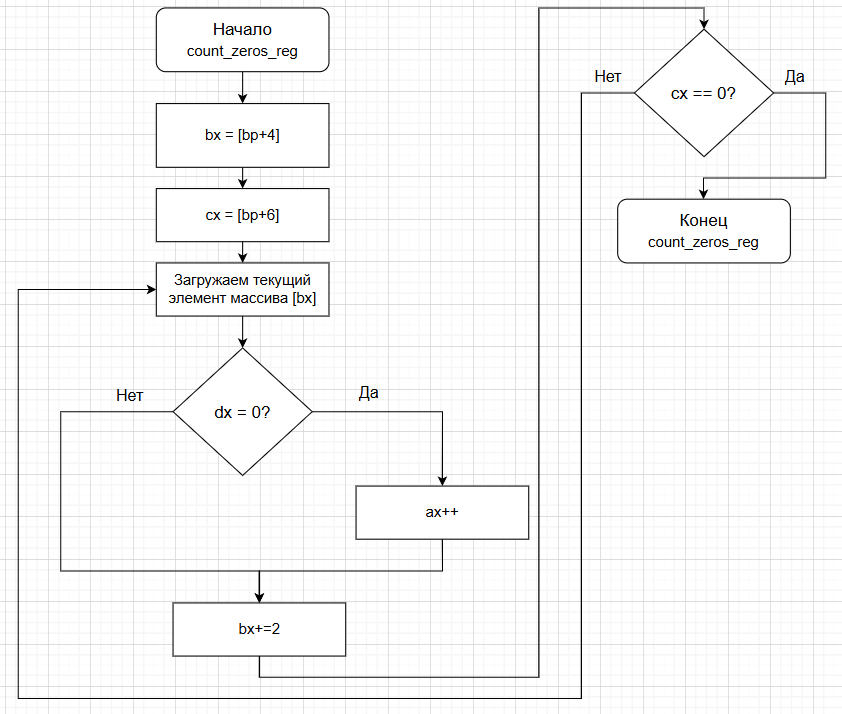 Начало
count_zeros_reg
bx = [bp+4]
cx = [bp+6]
Загружаем текущий
элемент массива [bx]
Нет
dx = 0?
Да
ax++
bx+=2
Нет
cx == 0?
Да
Конец
count_zeros_reg